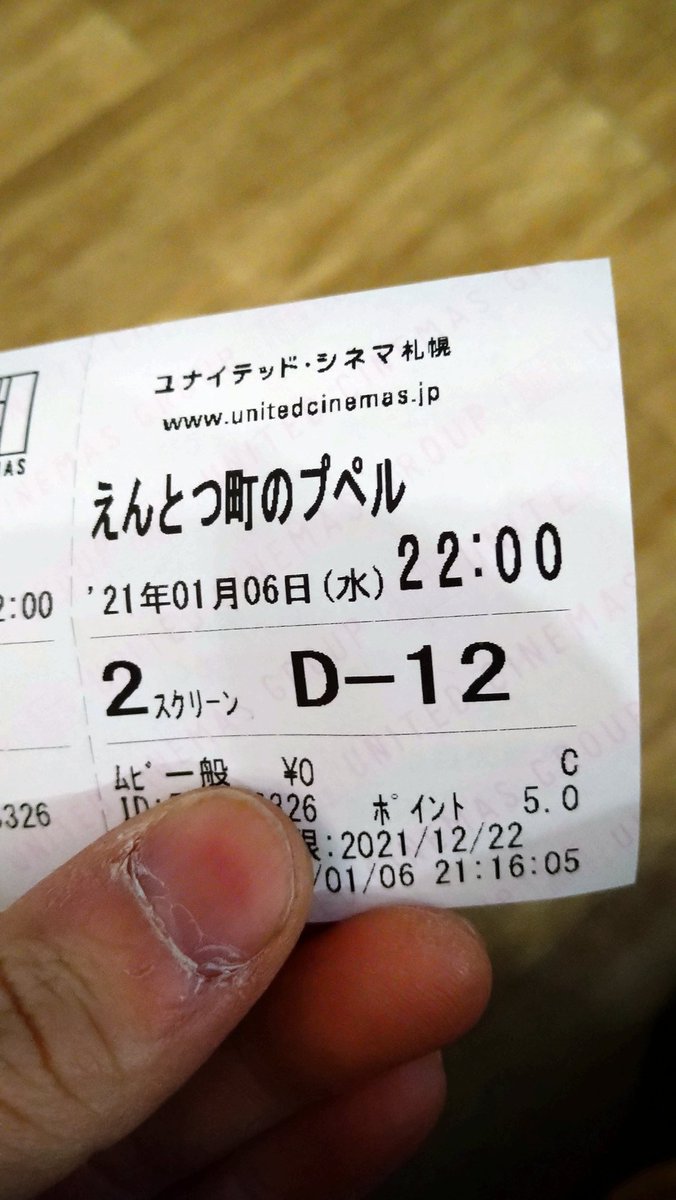 ユナイテッド・シネマ札幌
www.unitedcinemas.jp
えんとつ町のプペル
'21年01月06日(水) 22:00
2スクリーン D-12
ﾑﾋﾞ一般 ¥0 C
326 ﾎﾟｲﾝﾄ 5.0
限:2021/12/22
/01/06 21:16:05
2:00
326